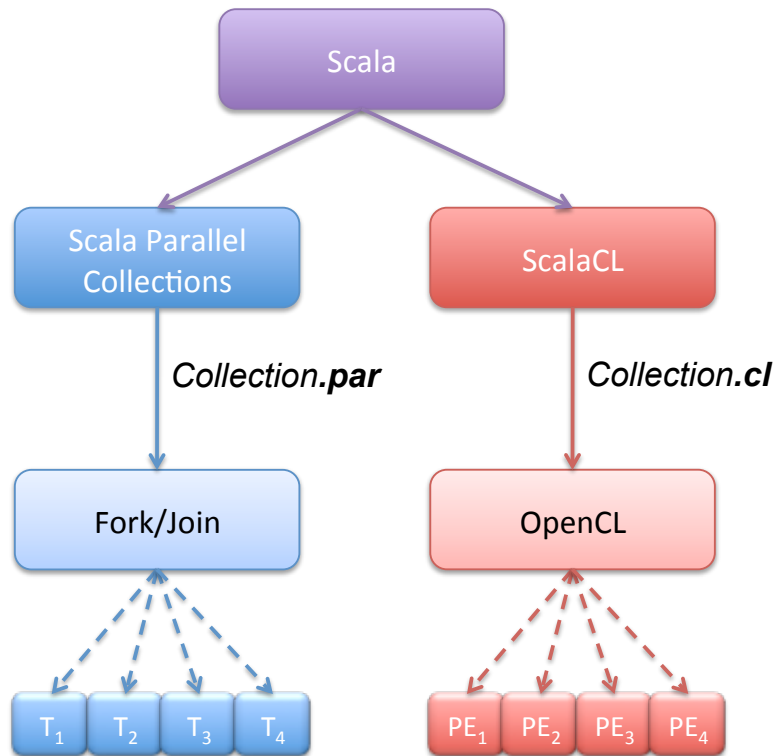 Scala
Scala Parallel
Collections
ScalaCL
Collection.par
Collection.cl
Fork/Join
OpenCL
T₁ T₂ T₃ T₄
PE₁ PE₂ PE₃ PE₄